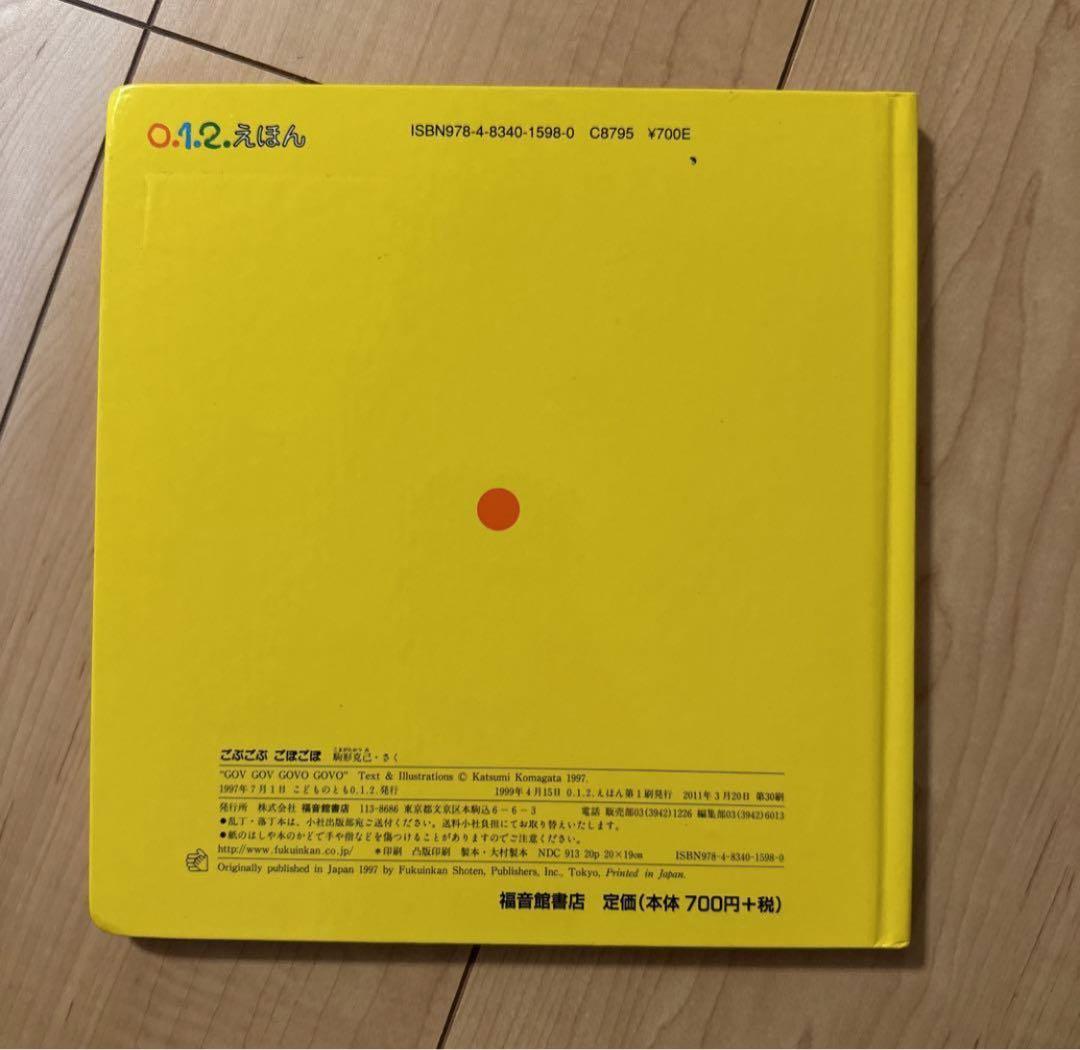 0.1.2.えほん
ISBN978-4-8340-1598-0 C8795 ¥700E
ごぶごぶ ごぼごぼ 駒形克己・さく
こまがたかつみ
"GOV GOV GOVO GOVO" Text & Illustrations © Katsumi Komagata 1997.
1997年7月1日 こどものとも0.1.2.発行 1999年4月15日 0.1.2.えほん第1刷発行 2011年3月20日 第30刷
発行所 株式会社 福音館書店 113-8686 東京都文京区本駒込6-6-3 電話 販売部03(3942)1226 編集部03(3942)6013
●乱丁・落丁本は、小社出版部宛ご送付ください。送料小社負担にてお取り替えいたします。
●紙のはしや本のかどで手や指などを傷つけることがありますのでご注意ください。
http://www.fukuinkan.co.jp/ ＊印刷 凸版印刷 製本・大村製本 NDC 913 20p 20×19cm ISBN978-4-8340-1598-0
Originally published in Japan 1997 by Fukuinkan Shoten, Publishers, Inc., Tokyo, Printed in Japan.
福音館書店 定価(本体 700円+税)